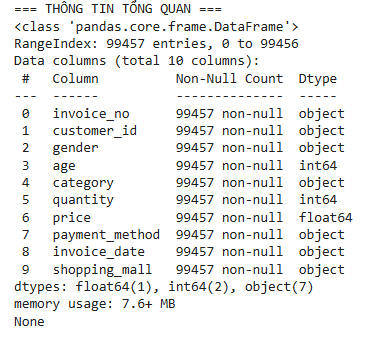 === THÔNG TIN TỔNG QUAN ===
<class 'pandas.core.frame.DataFrame'>
RangeIndex: 99457 entries, 0 to 99456
Data columns (total 10 columns):
 #   Column          Non-Null Count  Dtype
---  ------          --------------  -----
 0   invoice_no      99457 non-null  object
 1   customer_id     99457 non-null  object
 2   gender          99457 non-null  object
 3   age             99457 non-null  int64
 4   category        99457 non-null  object
 5   quantity        99457 non-null  int64
 6   price           99457 non-null  float64
 7   payment_method  99457 non-null  object
 8   invoice_date    99457 non-null  object
 9   shopping_mall   99457 non-null  object
dtypes: float64(1), int64(2), object(7)
memory usage: 7.6+ MB
None